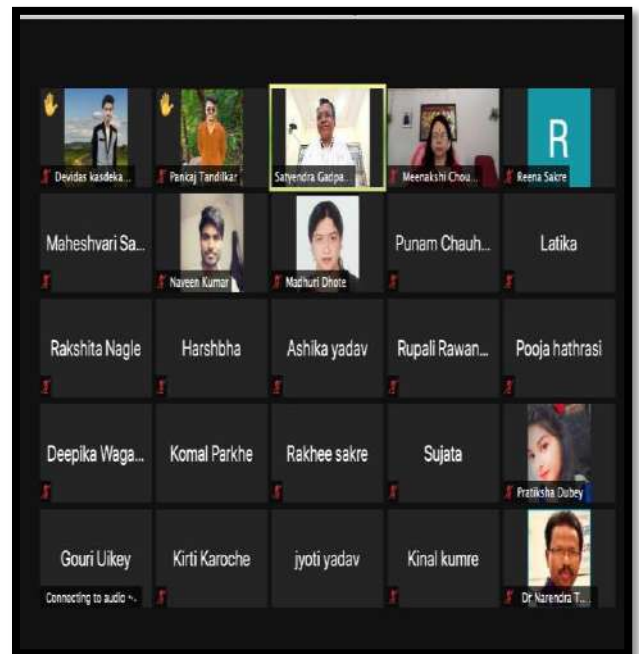 Devidas kasdeka...
Pankaj Tandilkar
Satyendra Gadpa...
Meenakshi Chou...
R
Reena Sakre
Maheshvari Sa...
Naveen Kumar
Madhuri Dhote
Punam Chauh...
Latika
Rakshita Nagle
Harshbha
Ashika yadav
Rupali Rawan...
Pooja hathrasi
Deepika Waga...
Komal Parkhe
Rakhee sakre
Sujata
Pratiksha Dubey
Gouri Uikey
Connecting to audio ...
Kirti Karoche
jyoti yadav
Kinal kumre
Dr Narendra T...